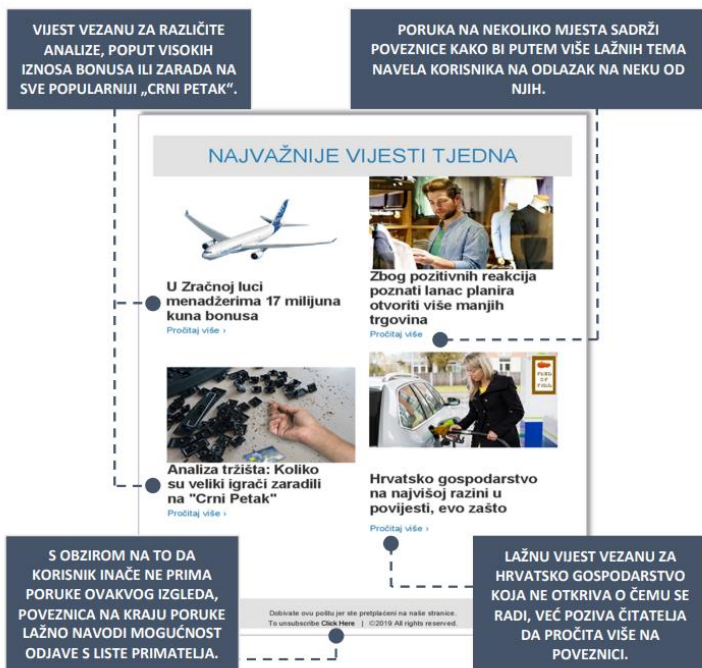 VIJEST VEZANU ZA RAZLIČITE
ANALIZE, POPUT VISOKIH
IZNOSA BONUSA ILI ZARADA NA
SVE POPULARNIJI „CRNI PETAK“.
PORUKA NA NEKOLIKO MJESTA SADRŽI
POVEZNICE KAKO BI PUTEM VIŠE LAŽNIH TEMA
NAVELA KORISNIKA NA ODLAZAK NA NEKU OD
NJIH.
NAJVAŽNIJE VIJESTI TJEDNA
U Zračnoj luci
menadžerima 17 milijuna
kuna bonusa
Pročitaj više ›
Zbog pozitivnih reakcija
poznati lanac planira
otvoriti više manjih
trgovina
Pročitaj više
Analiza tržišta: Koliko
su veliki igrači zaradili
na "Crni Petak"
Pročitaj više ›
Hrvatsko gospodarstvo
na najvišoj razini u
povijesti, evo zašto
Pročitaj više ›
S OBZIROM NA TO DA
KORISNIK INAČE NE PRIMA
PORUKE OVAKVOG IZGLEDA,
POVEZNICA NA KRAJU PORUKE
LAŽNO NAVODI MOGUĆNOST
ODJAVE S LISTE PRIMATELJA.
Dobivate ovu poštu jer ste pretplaćeni na naše stranice.
To unsubscribe Click Here | ©2019 All rights reserved.
LAŽNU VIJEST VEZANU ZA
HRVATSKO GOSPODARSTVO
KOJA NE OTKRIVA O ČEMU SE
RADI, VEĆ POZIVA ČITATELJA
DA PROČITA VIŠE NA
POVEZNICI.